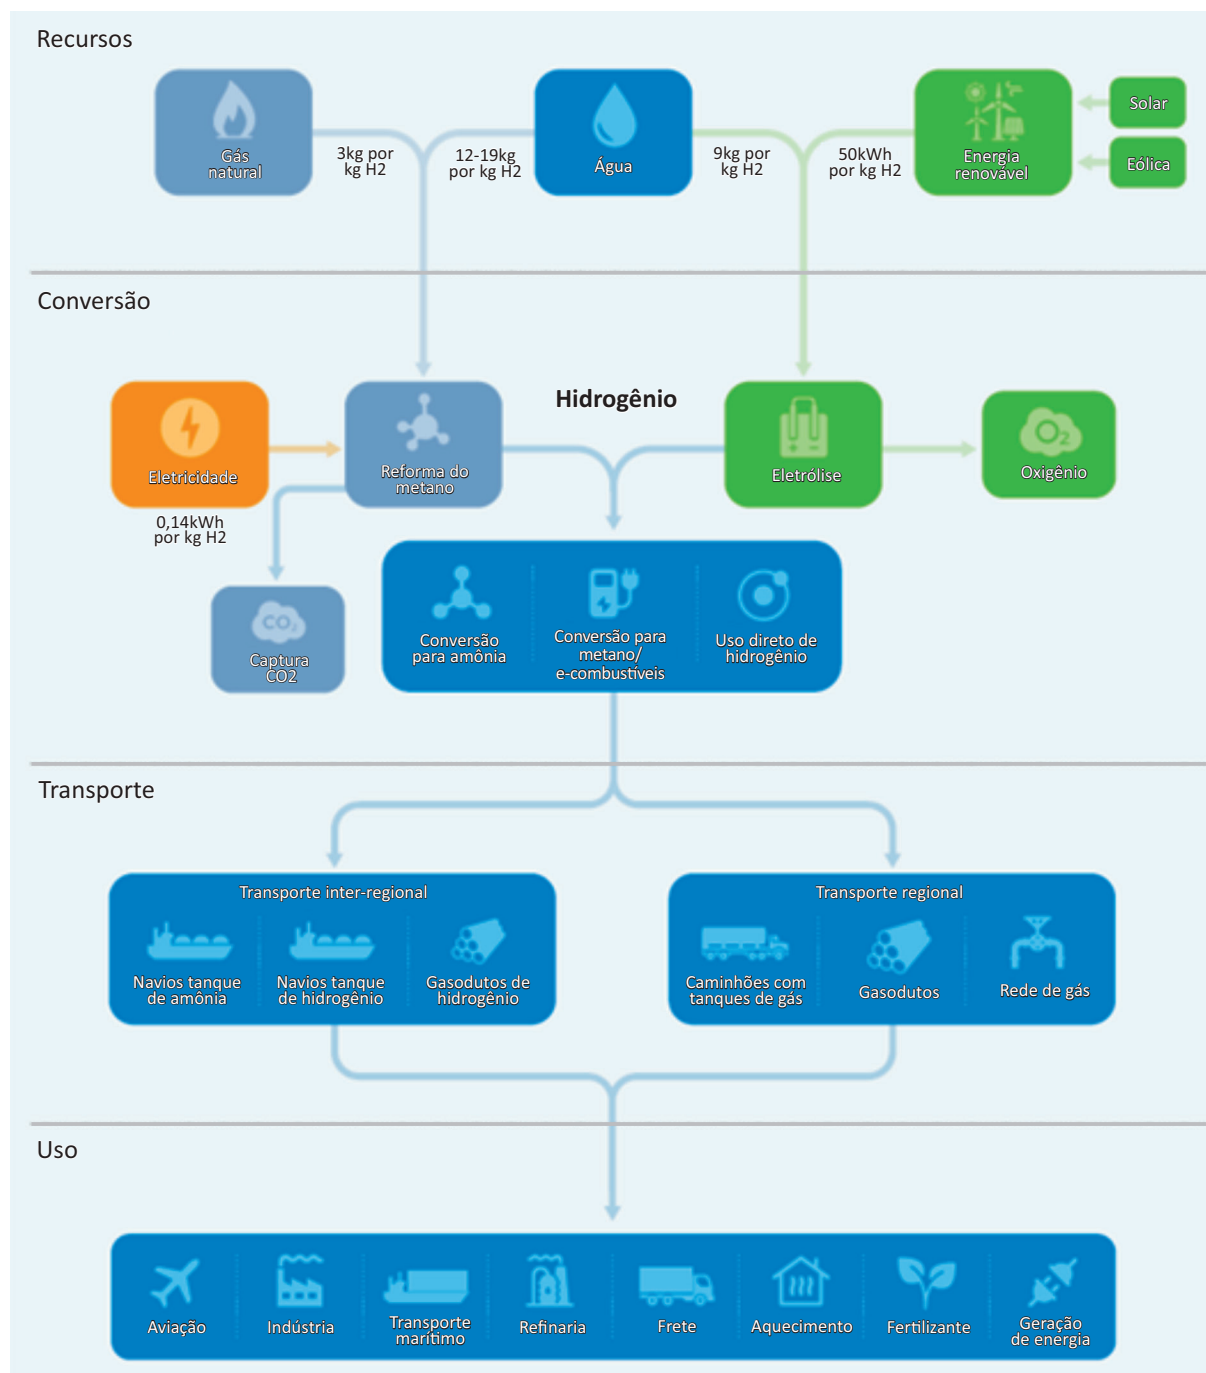 Recursos
Gás
natural
3kg por
kg H2
12-19kg
por kg H2
Água
9kg por
kg H2
50kWh
por kg H2
Energia
renovável
Solar
Eólica
Conversão
Eletricidade
0,14kWh
por kg H2
Reforma do
metano
Hidrogênio
Eletrólise
O2
Oxigênio
CO2
Captura
CO2
Conversão
para amônia
Conversão para
metano/
e-combustíveis
Uso direto de
hidrogênio
Transporte
Transporte inter-regional
Navios tanque
de amônia
Navios tanque
de hidrogênio
Gasodutos de
hidrogênio
Transporte regional
Caminhões com
tanques de gás
Gasodutos
Rede de gás
Uso
Aviação
Indústria
Transporte
marítimo
Refinaria
Frete
Aquecimento
Fertilizante
Geração
de energia